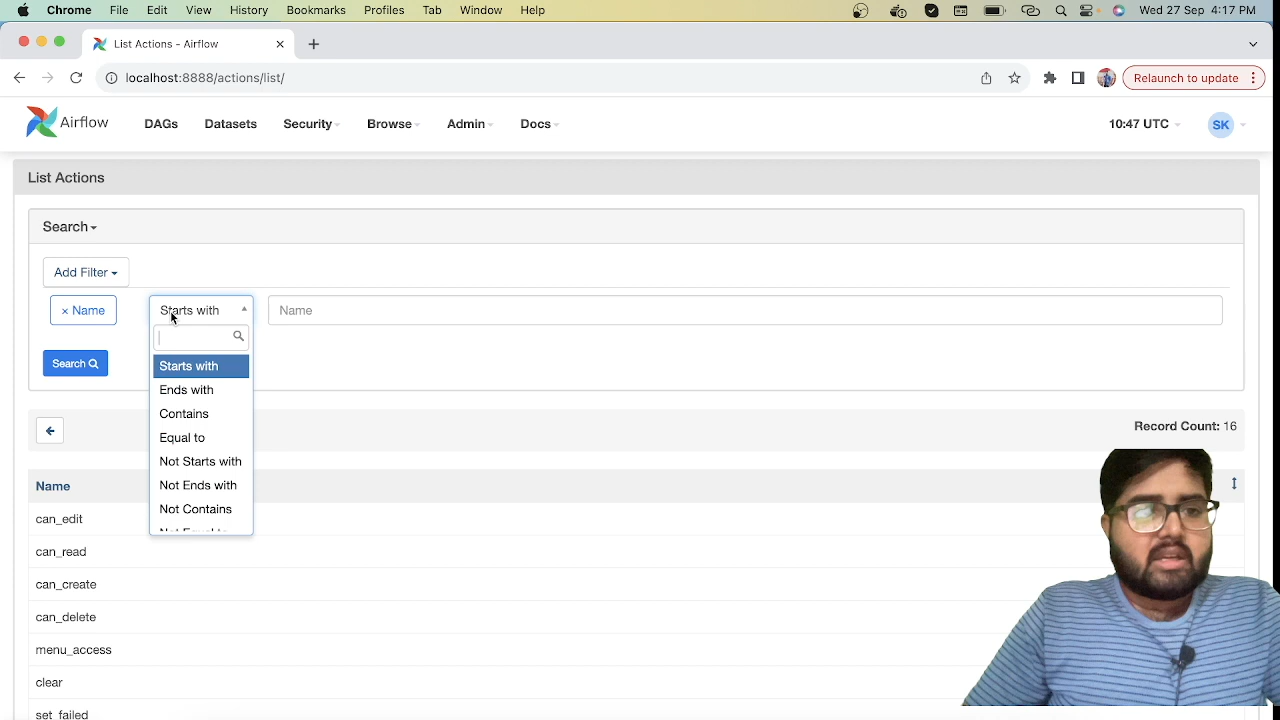 Chrome File Edit View History Bookmarks Profiles Tab Window Help Wed 27 Sep 4:17 PM
List Actions - Airflow
localhost:8888/actions/list/ Relaunch to update
Airflow DAGs Datasets Security Browse Admin Docs 10:47 UTC SK
List Actions
Search
Add Filter
× Name Starts with Name
Search
Starts with
Ends with
Contains
Equal to
Not Starts with
Not Ends with
Not Contains
Not Equal to
Record Count: 16
Name
can_edit
can_read
can_create
can_delete
menu_access
clear
set_failed